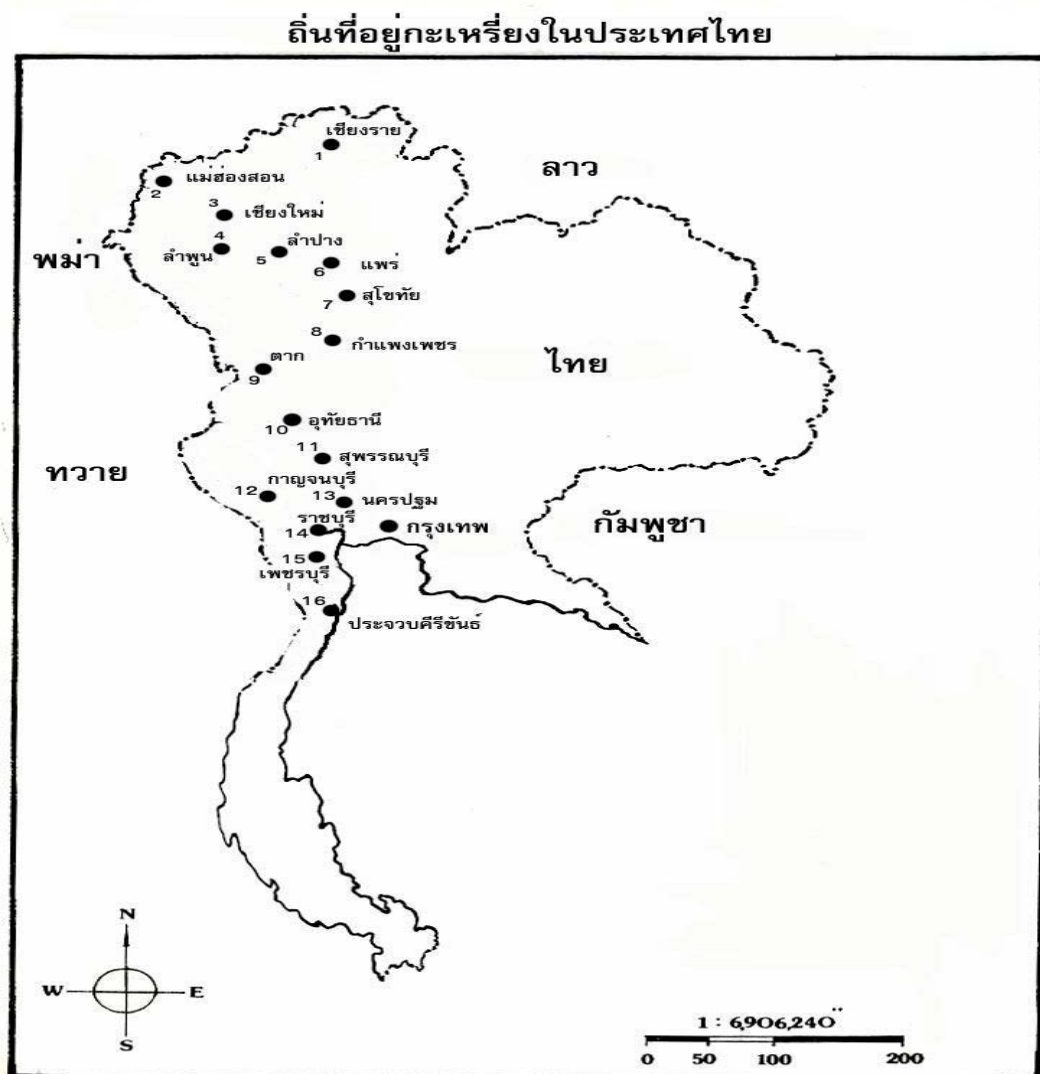 ถิ่นที่อยู่กะเหรี่ยงในประเทศไทย
เชียงราย
1
ลาว
แม่ฮ่องสอน
2
3
เชียงใหม่
4
ลำพูน
ลำปาง
5
พม่า
6
แพร่
7
สุโขทัย
8
กำแพงเพชร
ตาก
9
ไทย
10
อุทัยธานี
11
สุพรรณบุรี
ทวาย
กาญจนบุรี
12
13
นครปฐม
ราชบุรี
14
กรุงเทพ
กัมพูชา
15
เพชรบุรี
16
ประจวบคีรีขันธ์
N
W
E
S
1 : 6,906,240"
0 50 100 200